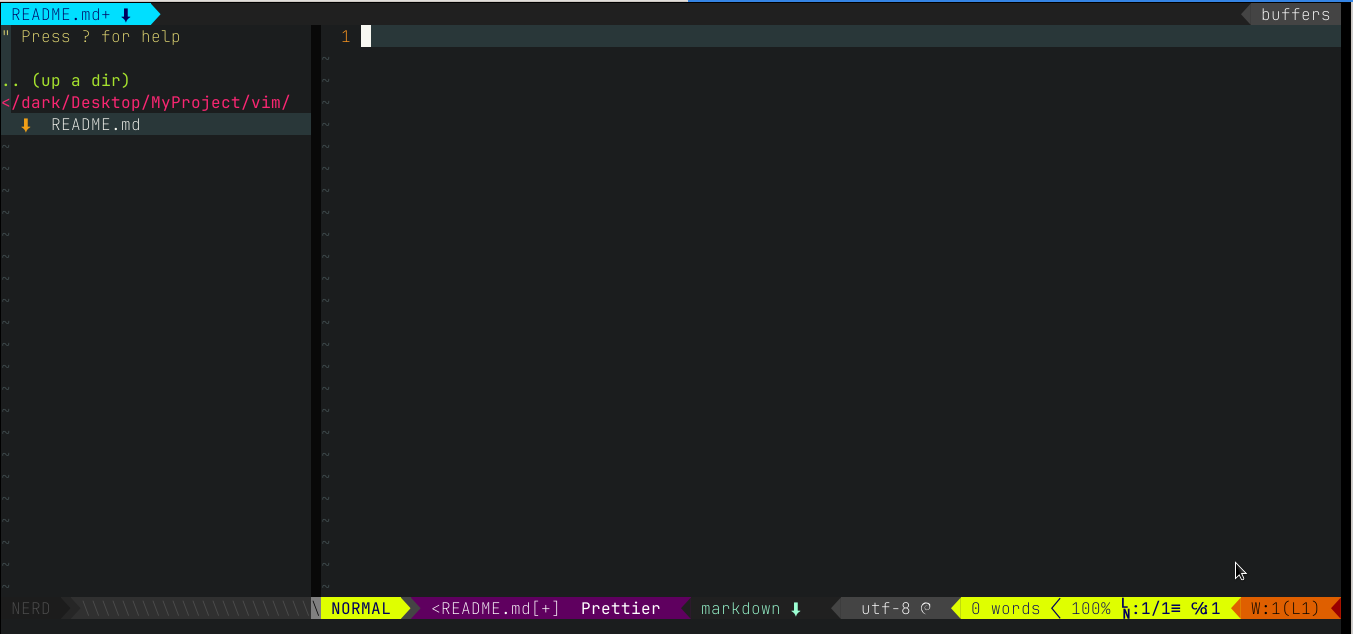 README.md+ buffers
" Press ? for help
1
.. (up a dir)
</dark/Desktop/MyProject/vim/
README.md
NERD
NORMAL <README.md[+] Prettier markdown utf-8 0 words 100% ㏑:1/1≡ ℅:1 W:1(L1)